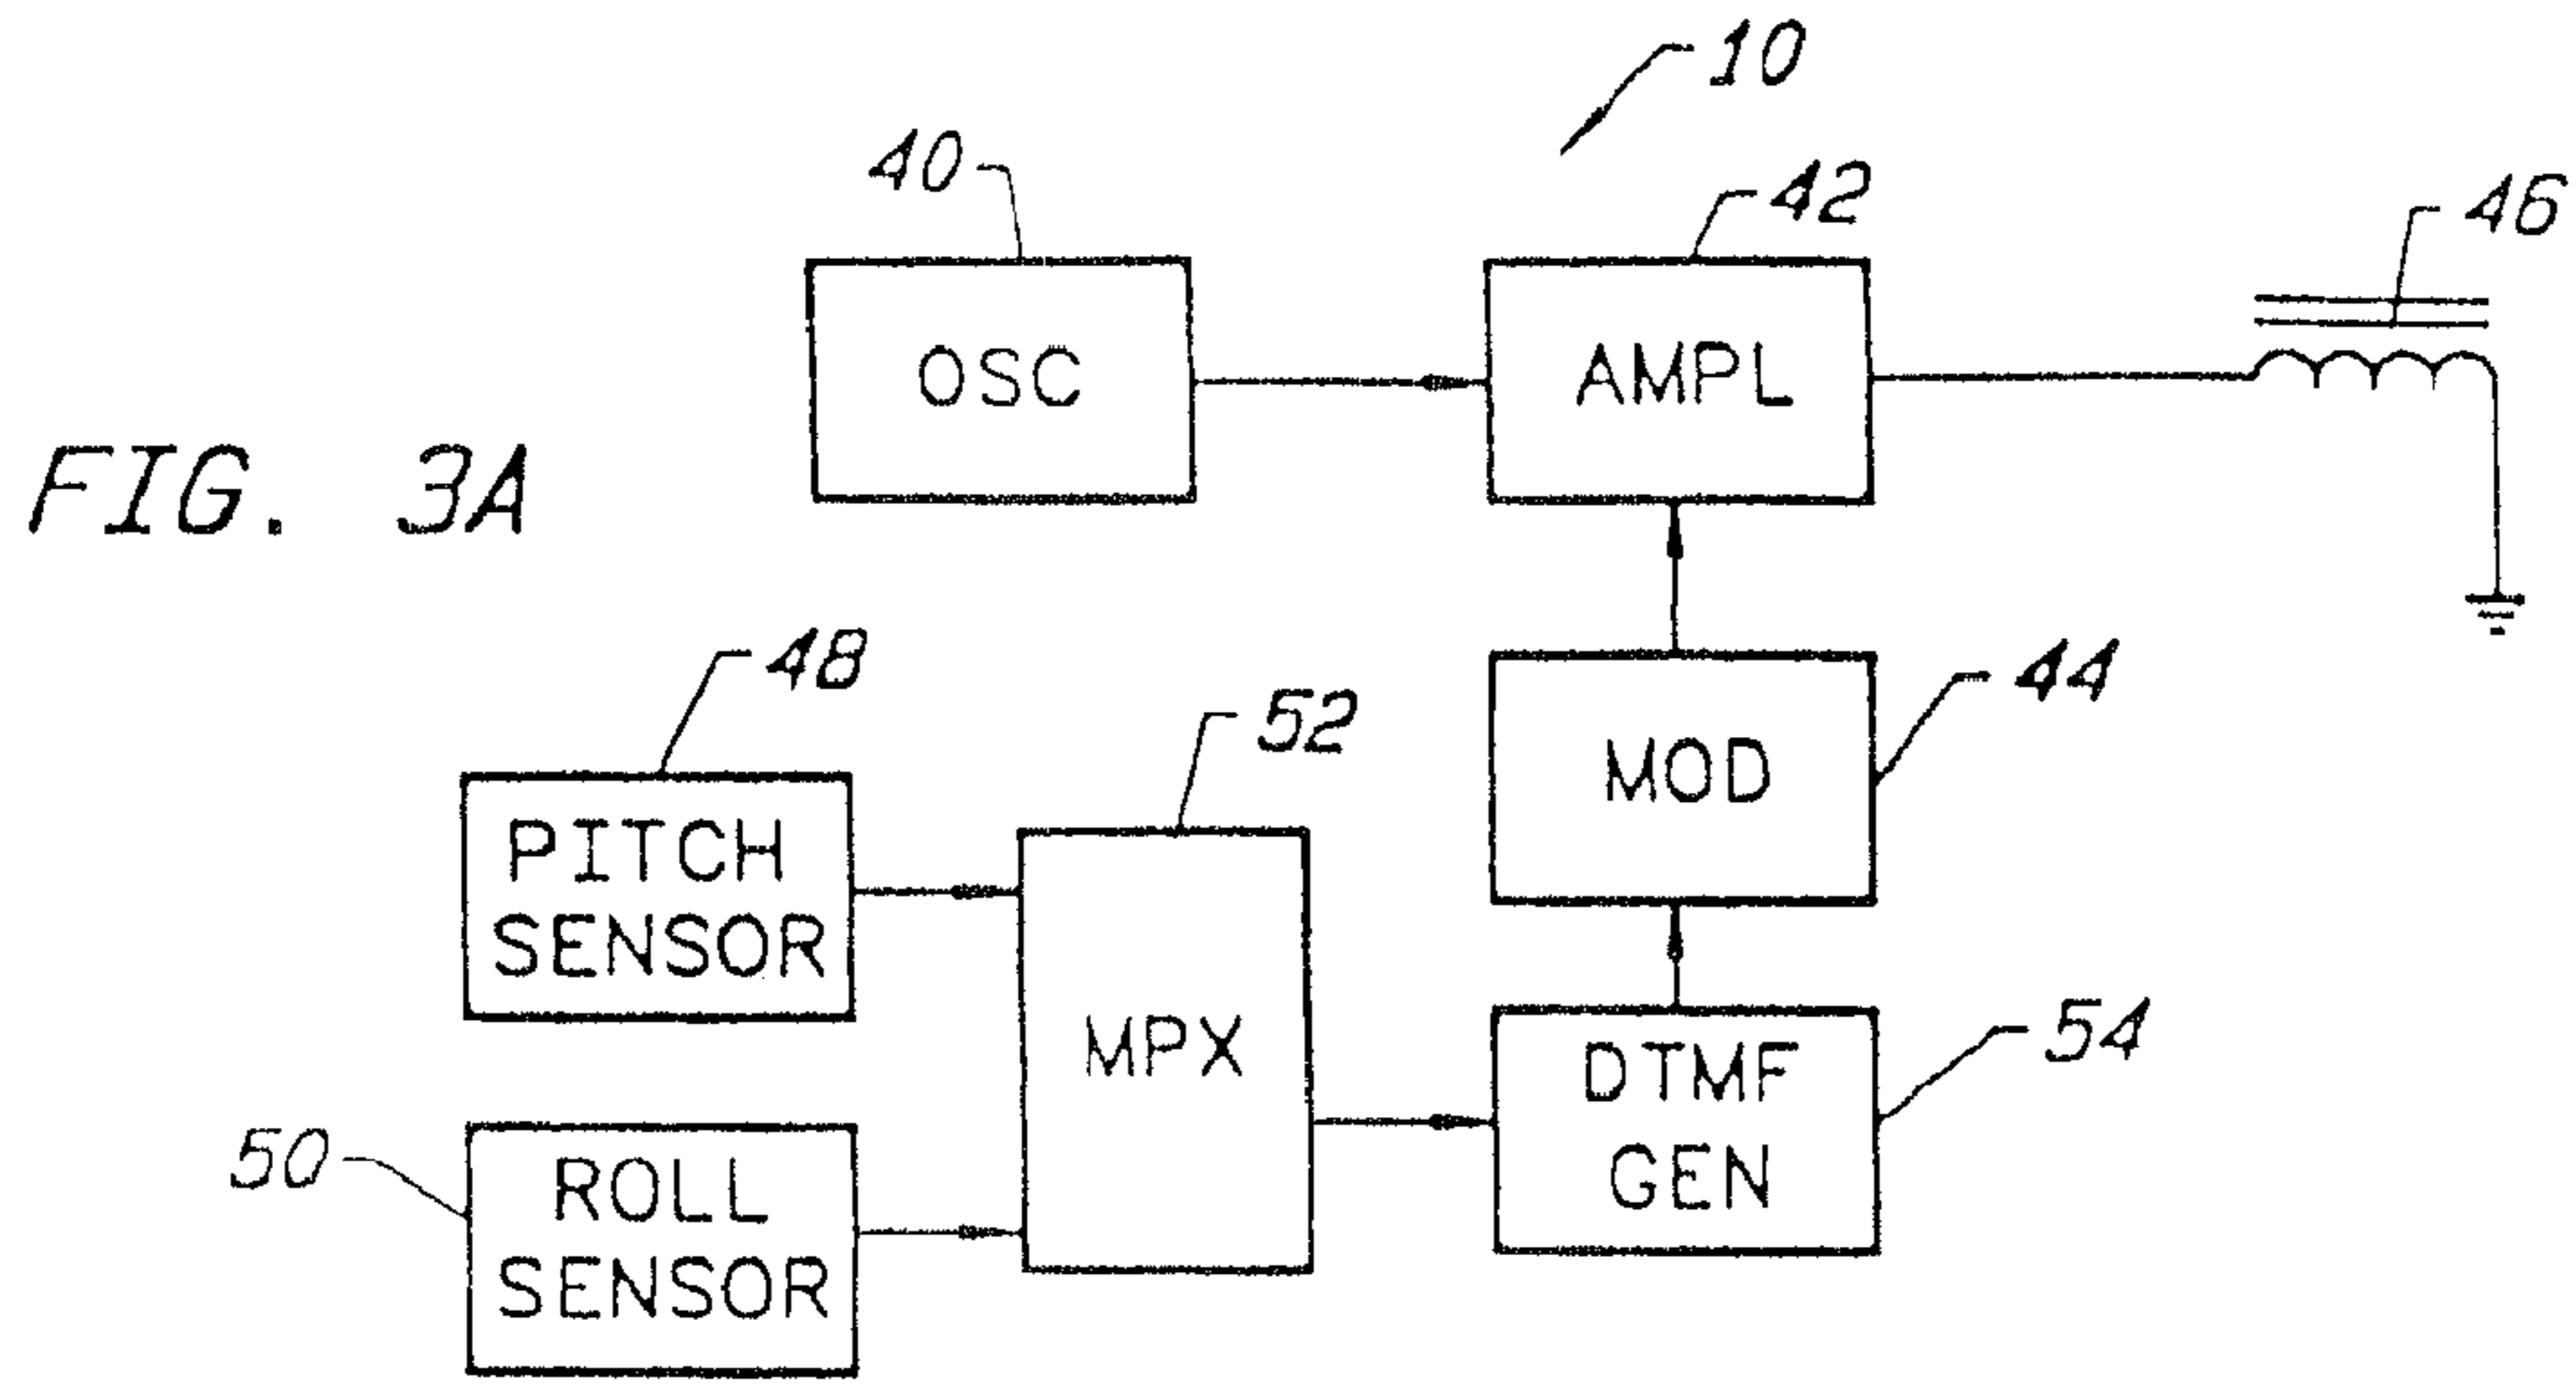 10
40
42
46
OSC
AMPL
FIG. 3A
48
52
44
PITCH
SENSOR
MOD
MPX
54
50
ROLL
SENSOR
DTMF
GEN